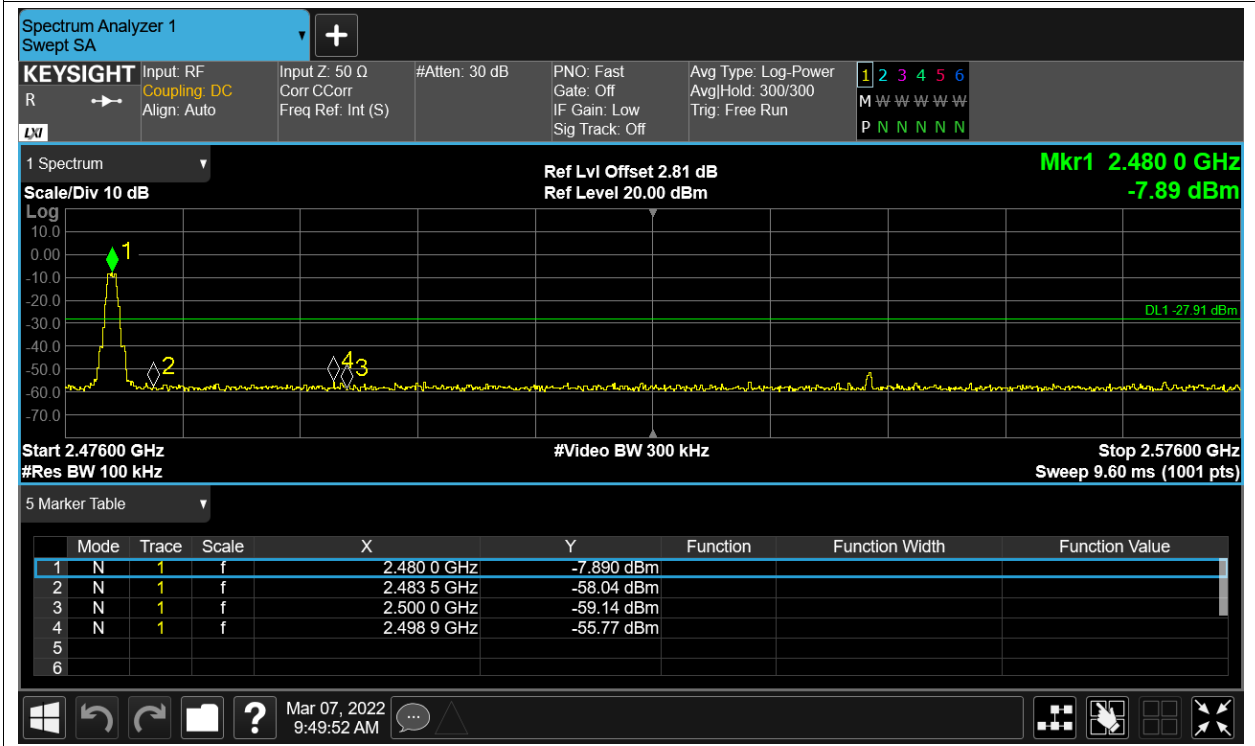 Spectrum Analyzer 1
Swept SA
KEYSIGHT
R
LXI
Input: RF
Coupling: DC
Align: Auto
Input Z: 50 Ω
Corr CCorr
Freq Ref: Int (S)
#Atten: 30 dB
PNO: Fast
Gate: Off
IF Gain: Low
Sig Track: Off
Avg Type: Log-Power
Avg|Hold: 300/300
Trig: Free Run
1 2 3 4 5 6
M W W W W W
P N N N N N
1 Spectrum
Scale/Div 10 dB
Ref Lvl Offset 2.81 dB
Ref Level 20.00 dBm
Mkr1 2.480 0 GHz
-7.89 dBm
Log
10.0
0.00
-10.0
-20.0
-30.0
-40.0
-50.0
-60.0
-70.0
1
2
4
3
DL1 -27.91 dBm
Start 2.47600 GHz
#Video BW 300 kHz
Stop 2.57600 GHz
#Res BW 100 kHz
Sweep 9.60 ms (1001 pts)
5 Marker Table
Mode Trace Scale X Y Function Function Width Function Value
1 N 1 f 2.480 0 GHz -7.890 dBm
2 N 1 f 2.483 5 GHz -58.04 dBm
3 N 1 f 2.500 0 GHz -59.14 dBm
4 N 1 f 2.498 9 GHz -55.77 dBm
5
6
?
Mar 07, 2022
9:49:52 AM